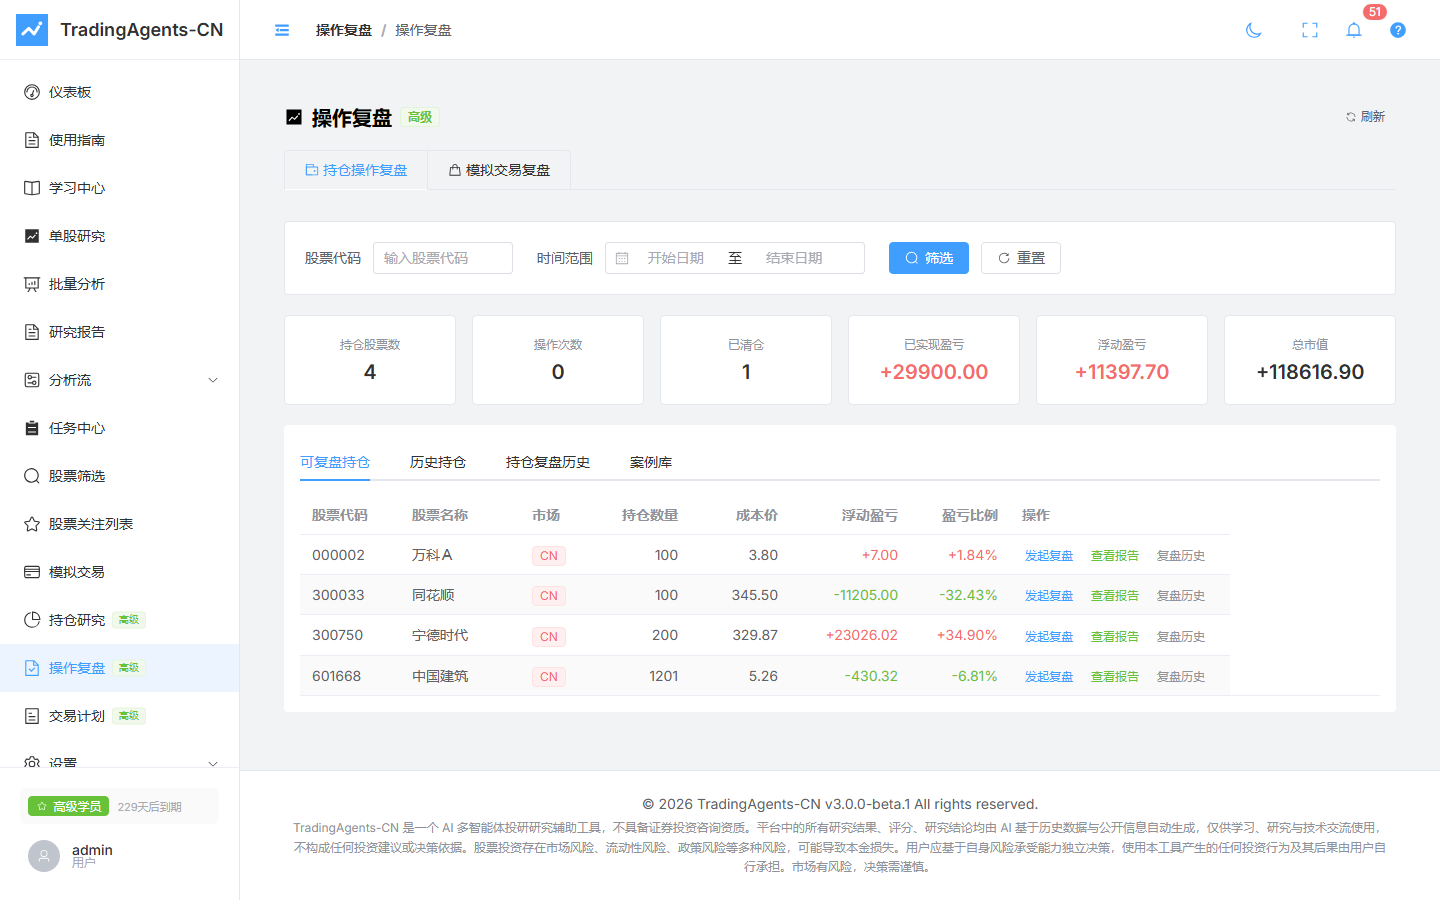 TradingAgents-CN
操作复盘 / 操作复盘
51
仪表板
使用指南
学习中心
单股研究
批量分析
研究报告
分析流
任务中心
股票筛选
股票关注列表
模拟交易
持仓研究 高级
操作复盘 高级
交易计划 高级
设置
高级学员 229天后到期
admin
用户
操作复盘 高级
刷新
持仓操作复盘 模拟交易复盘
股票代码 输入股票代码 时间范围 开始日期 至 结束日期 筛选 重置
持仓股票数 操作次数 已清仓 已实现盈亏 浮动盈亏 总市值
4 0 1 +29900.00 +11397.70 +118616.90
可复盘持仓 历史持仓 持仓复盘历史 案例库
股票代码 股票名称 市场 持仓数量 成本价 浮动盈亏 盈亏比例 操作
000002 万科A CN 100 3.80 +7.00 +1.84% 发起复盘 查看报告 复盘历史
300033 同花顺 CN 100 345.50 -11205.00 -32.43% 发起复盘 查看报告 复盘历史
300750 宁德时代 CN 200 329.87 +23026.02 +34.90% 发起复盘 查看报告 复盘历史
601668 中国建筑 CN 1201 5.26 -430.32 -6.81% 发起复盘 查看报告 复盘历史
© 2026 TradingAgents-CN v3.0.0-beta.1 All rights reserved.
TradingAgents-CN 是一个 AI 多智能体投研研究辅助工具，不具备证券投资咨询资质。平台中的所有研究结果、评分、研究结论均由 AI 基于历史数据与公开信息自动生成，仅供学习、研究与技术交流使用，
不构成任何投资建议或决策依据。股票投资存在市场风险、流动性风险、政策风险等多种风险，可能导致本金损失。用户应基于自身风险承受能力独立决策，使用本工具产生的任何投资行为及其后果由用户自
行承担。市场有风险，决策需谨慎。